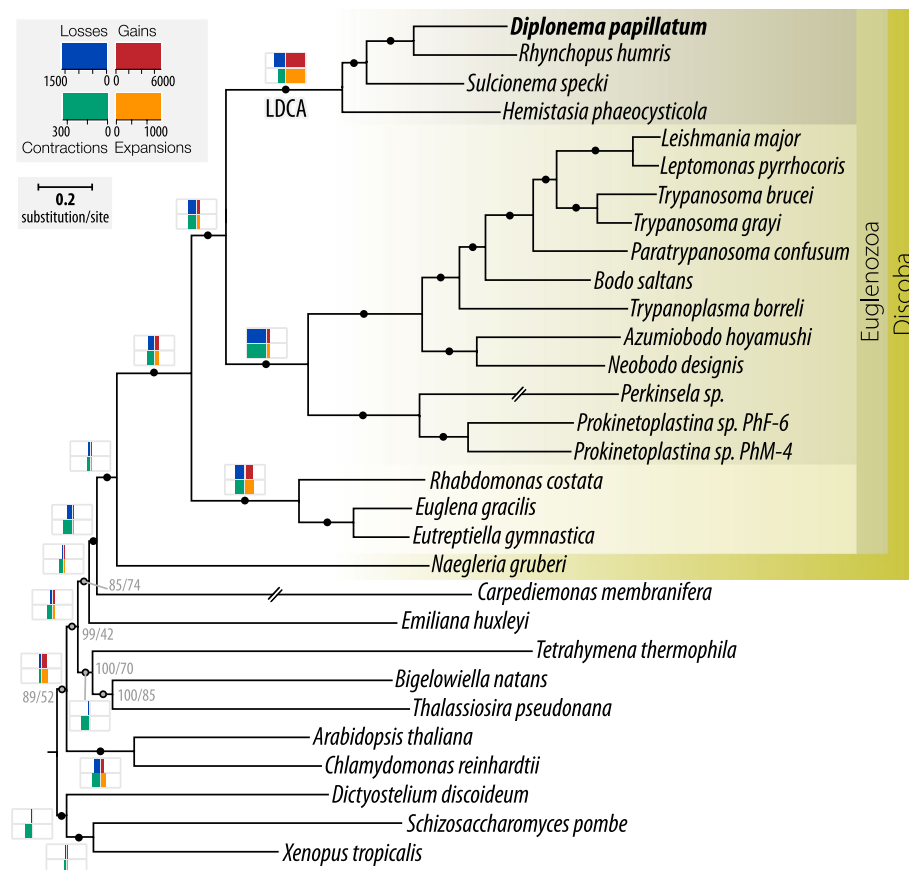 Losses Gains
1500 0 0 6000
300 0 0 1000
Contractions Expansions
0.2
substitution/site
LDCA
Diplonema papillatum
Rhynchopus humris
Sulcionema specki
Hemistasia phaeocysticola
Leishmania major
Leptomonas pyrrhocoris
Trypanosoma brucei
Trypanosoma grayi
Paratrypanosoma confusum
Bodo saltans
Trypanoplasma borreli
Azumiobodo hoyamushi
Neobodo designis
Perkinsela sp.
Prokinetoplastina sp. PhF-6
Prokinetoplastina sp. PhM-4
Rhabdomonas costata
Euglena gracilis
Eutreptiella gymnastica
Naegleria gruberi
Euglenozoa
Discoba
Carpediemonas membranifera
85/74
Emiliana huxleyi
99/42
Tetrahymena thermophila
100/70
Bigelowiella natans
89/52
100/85
Thalassiosira pseudonana
Arabidopsis thaliana
Chlamydomonas reinhardtii
Dictyostelium discoideum
Schizosaccharomyces pombe
Xenopus tropicalis